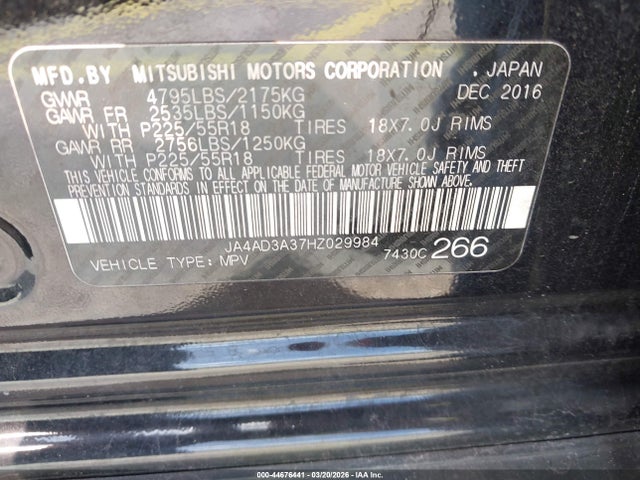 MFD.BY MITSUBISHI MOTORS CORPORATION , JAPAN
GVWR 4795LBS/2175KG DEC 2016
GAWR FR 2535LBS/1150KG
WITH P225/55R18 TIRES 18X7.0J RIMS
GAWR RR 2756LBS/1250KG
WITH P225/55R18 TIRES 18X7.0J RIMS
THIS VEHICLE CONFORMS TO ALL APPLICABLE FEDERAL MOTOR VEHICLE SAFETY AND THEFT
PREVENTION STANDARDS IN EFFECT ON THE DATE OF MANUFACTURE SHOWN ABOVE.
JA4AD3A37HZ029984
VEHICLE TYPE: MPV 7430C 266
000-44676441 - 03/20/2026 - IAA Corp.